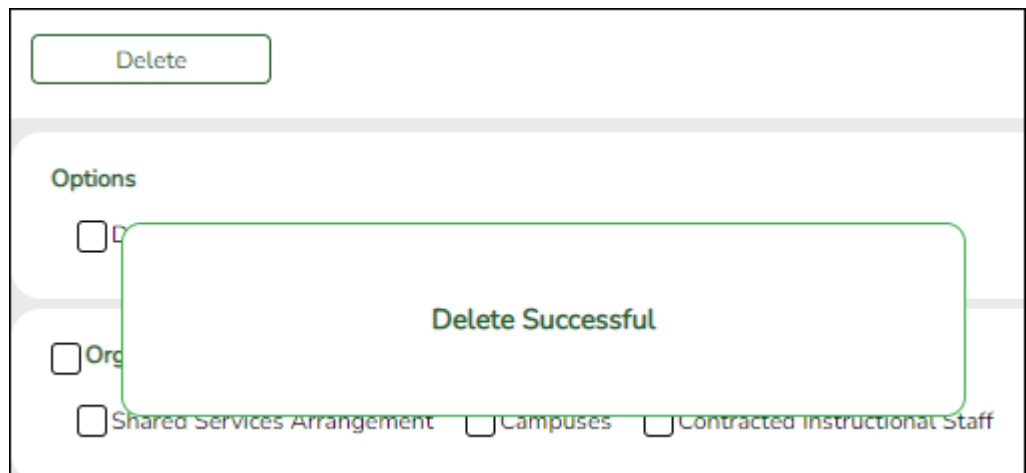 Delete
Options
Delete Successful
Shared Services Arrangement Campuses Contracted Instructional Staff